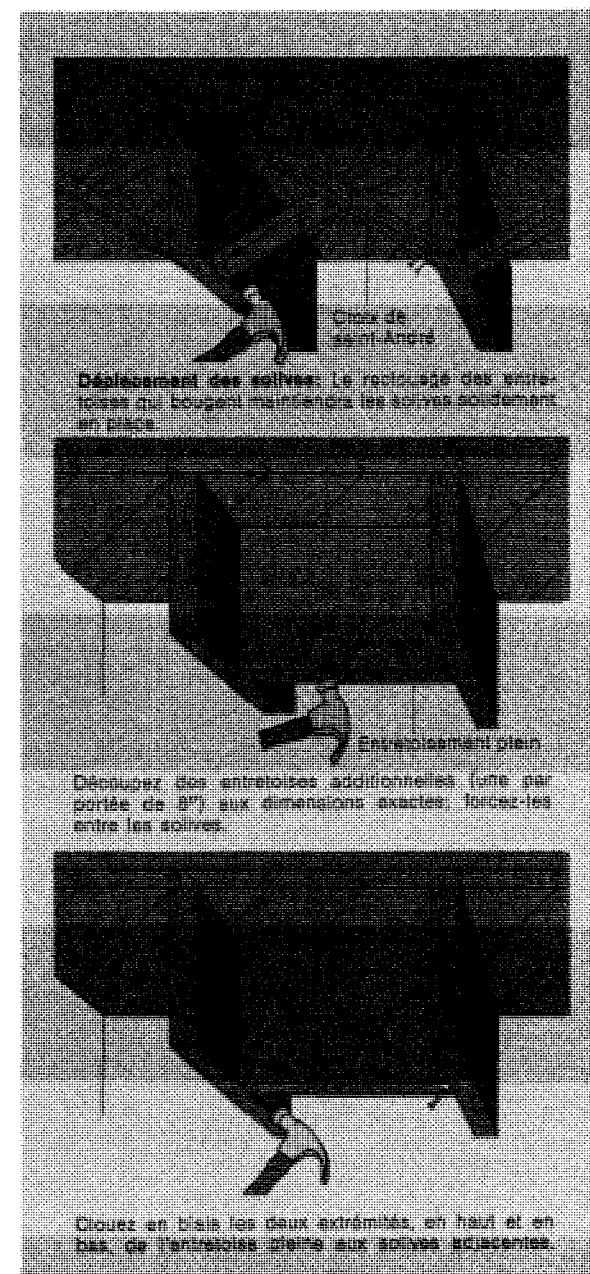 Croix de
saint-André
Déplacement des solives: Le reclouage des entre-
toises qui bougent maintiendra les solives solidement
en place.
Entretoisement plein
Découpez des entretoises additionnelles (une par
portée de 8") aux dimensions exactes; forcez-les
entre les solives.
Clouez en biais les deux extrémités, en haut et en
bas, de l'entretoise pleine aux solives adjacentes.